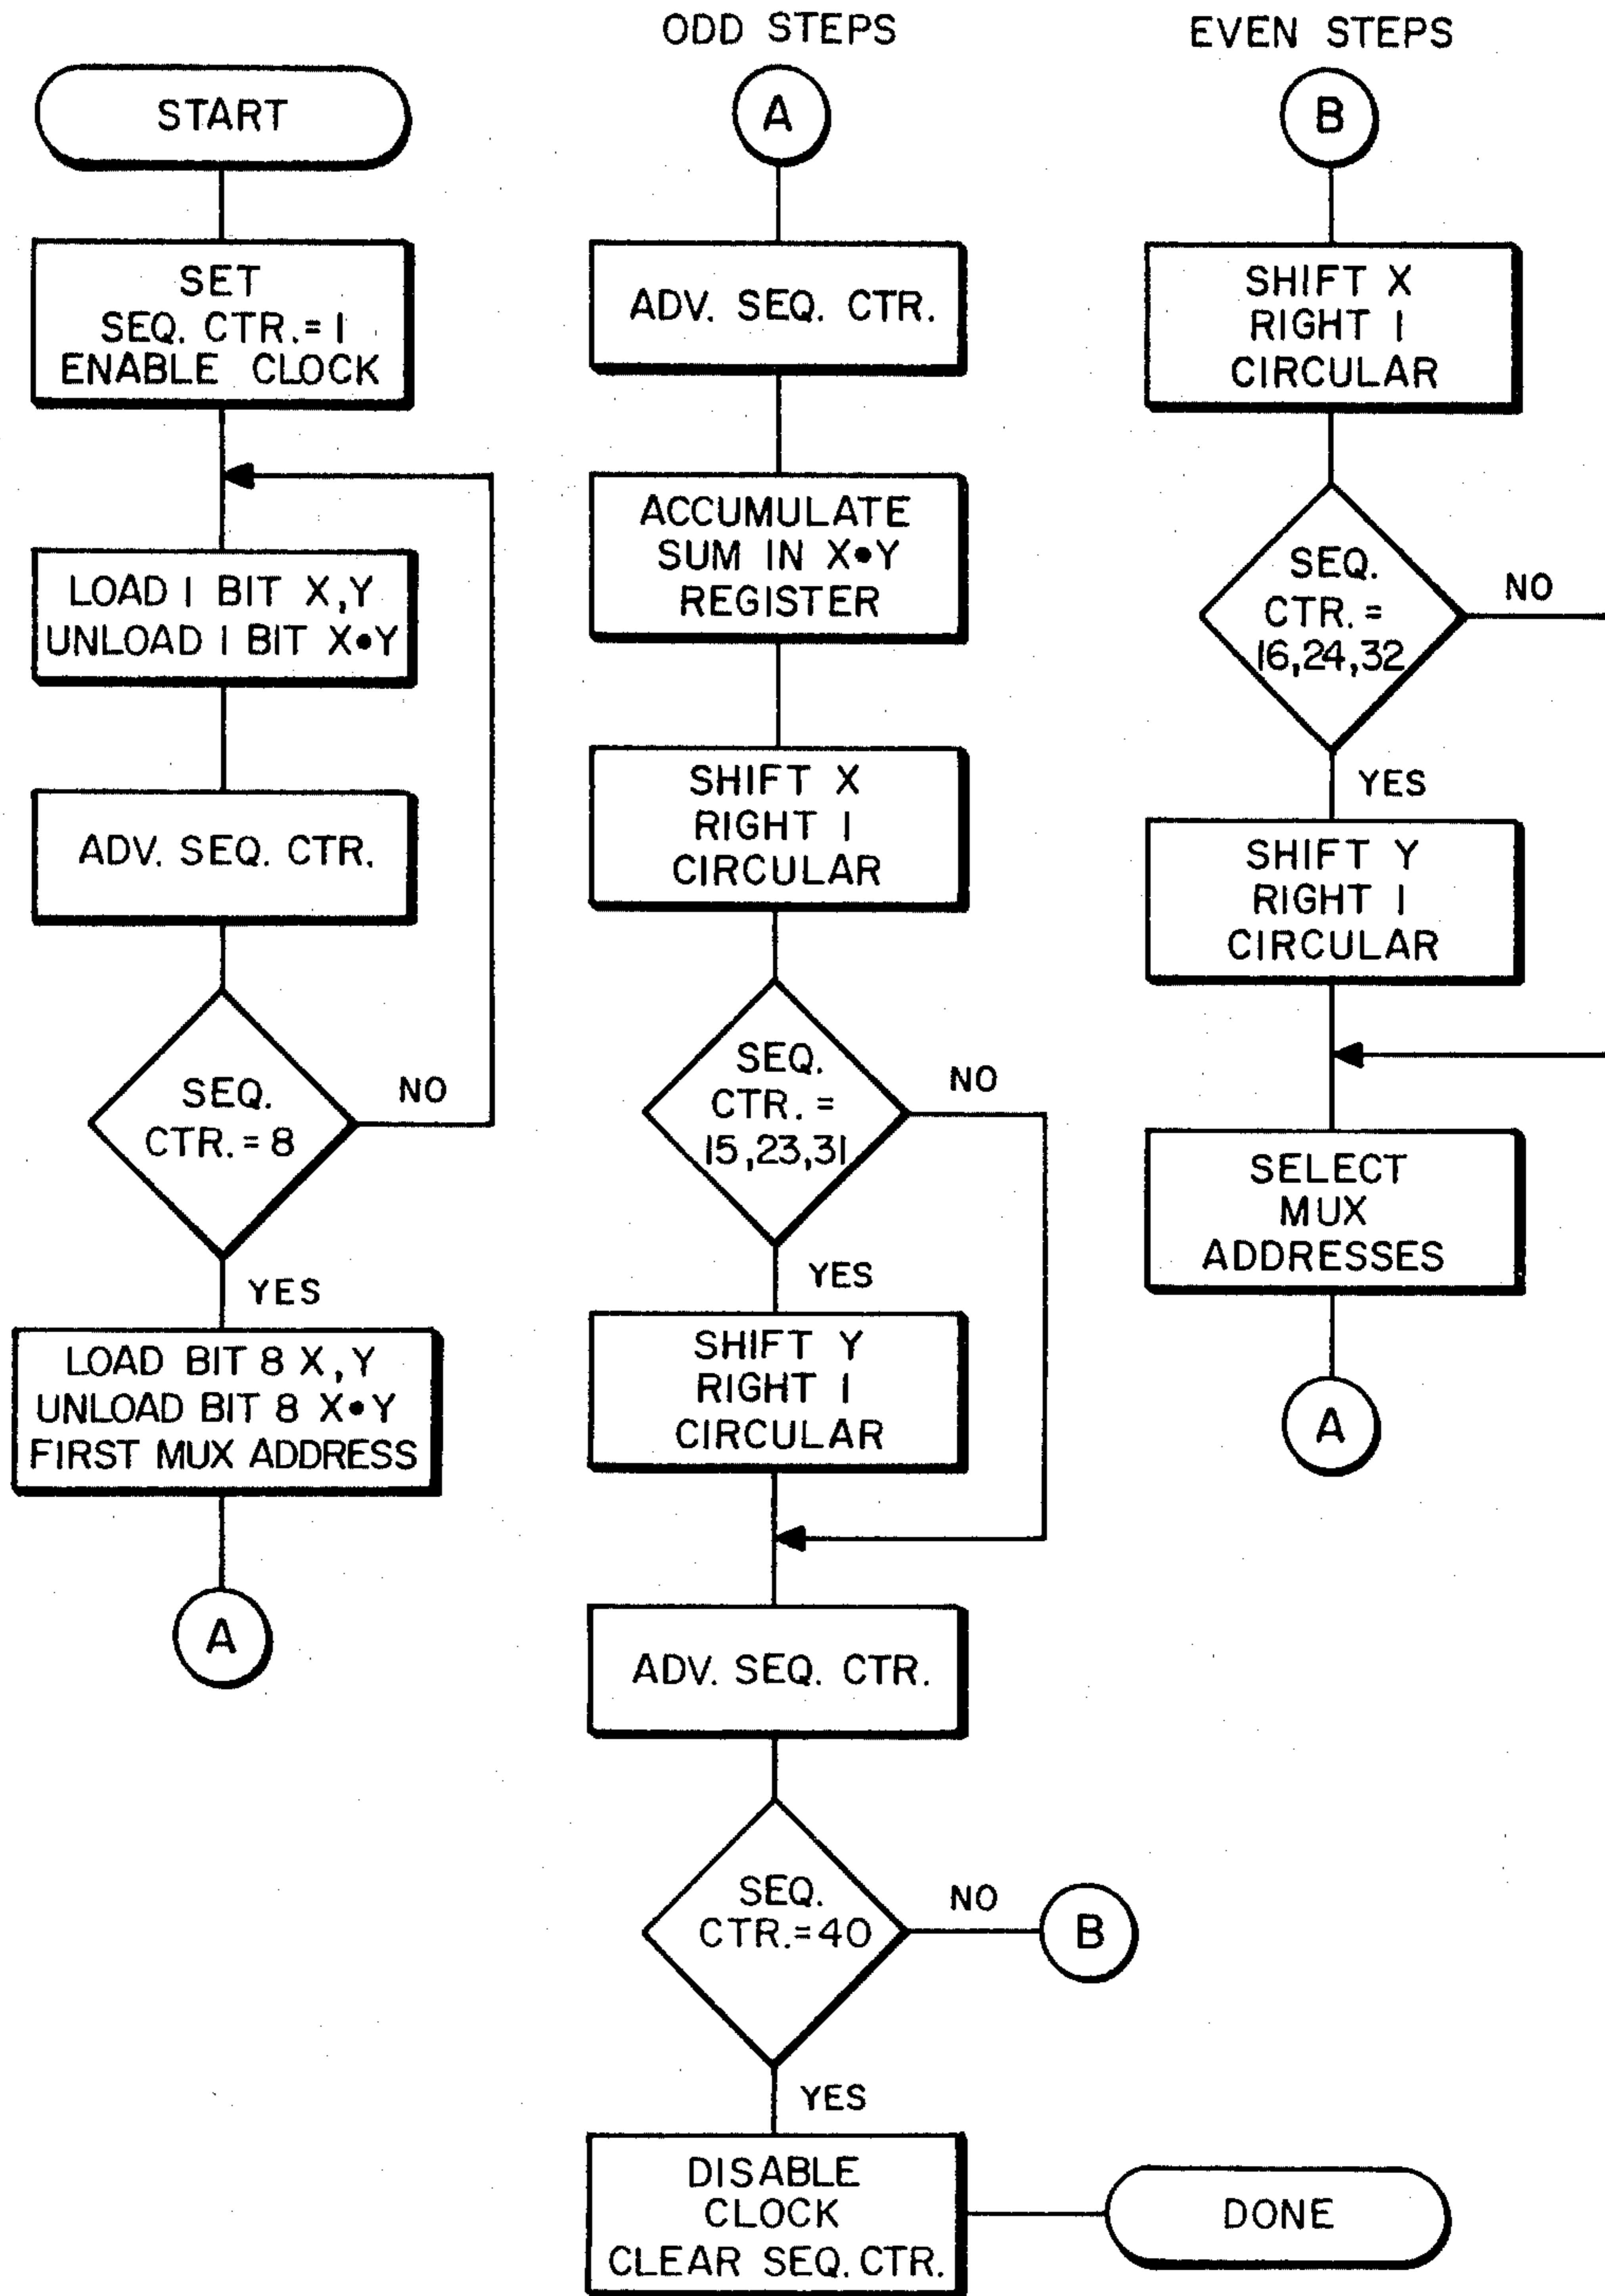 START
SET
SEQ. CTR. = 1
ENABLE CLOCK
LOAD 1 BIT X,Y
UNLOAD 1 BIT X•Y
ADV. SEQ. CTR.
SEQ.
CTR. = 8
NO
YES
LOAD BIT 8 X,Y
UNLOAD BIT 8 X•Y
FIRST MUX ADDRESS
A
ODD STEPS
A
ADV. SEQ. CTR.
ACCUMULATE
SUM IN X•Y
REGISTER
SHIFT X
RIGHT 1
CIRCULAR
SEQ.
CTR. =
15,23,31
NO
YES
SHIFT Y
RIGHT 1
CIRCULAR
ADV. SEQ. CTR.
SEQ.
CTR.=40
NO
B
YES
DISABLE
CLOCK
CLEAR SEQ. CTR.
DONE
EVEN STEPS
B
SHIFT X
RIGHT 1
CIRCULAR
SEQ.
CTR. =
16,24,32
NO
YES
SHIFT Y
RIGHT 1
CIRCULAR
SELECT
MUX
ADDRESSES
A